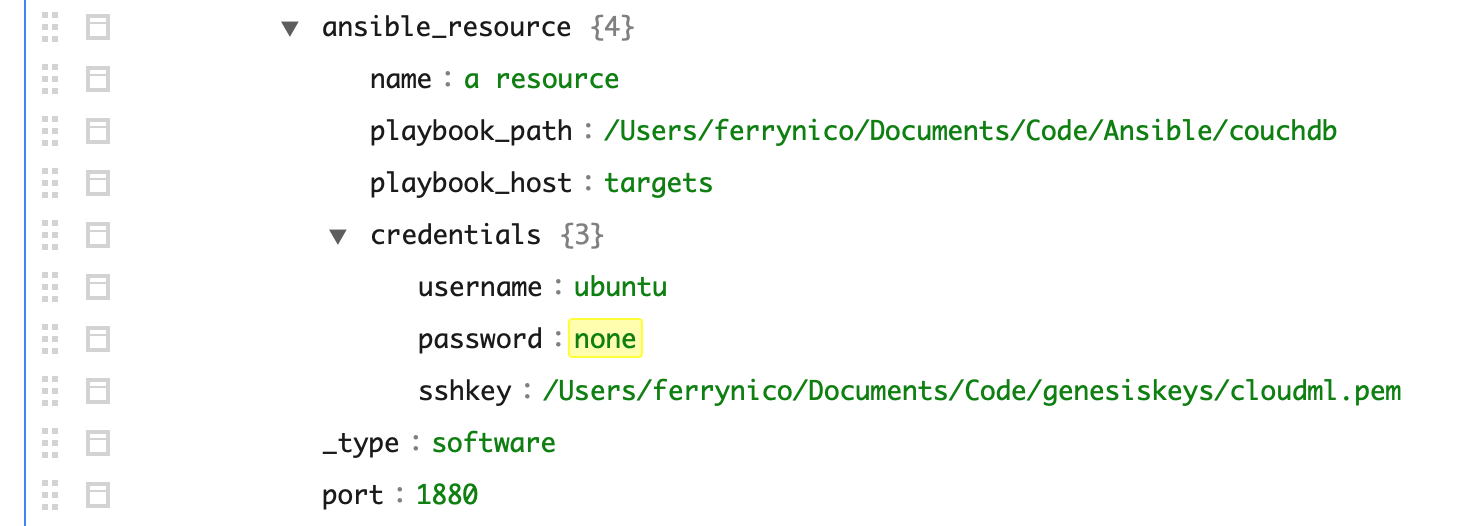 ansible_resource {4}
name : a resource
playbook_path : /Users/ferrynico/Documents/Code/Ansible/couchdb
playbook_host : targets
credentials {3}
username : ubuntu
password : none
sshkey : /Users/ferrynico/Documents/Code/genesiskeys/cloudml.pem
_type : software
port : 1880